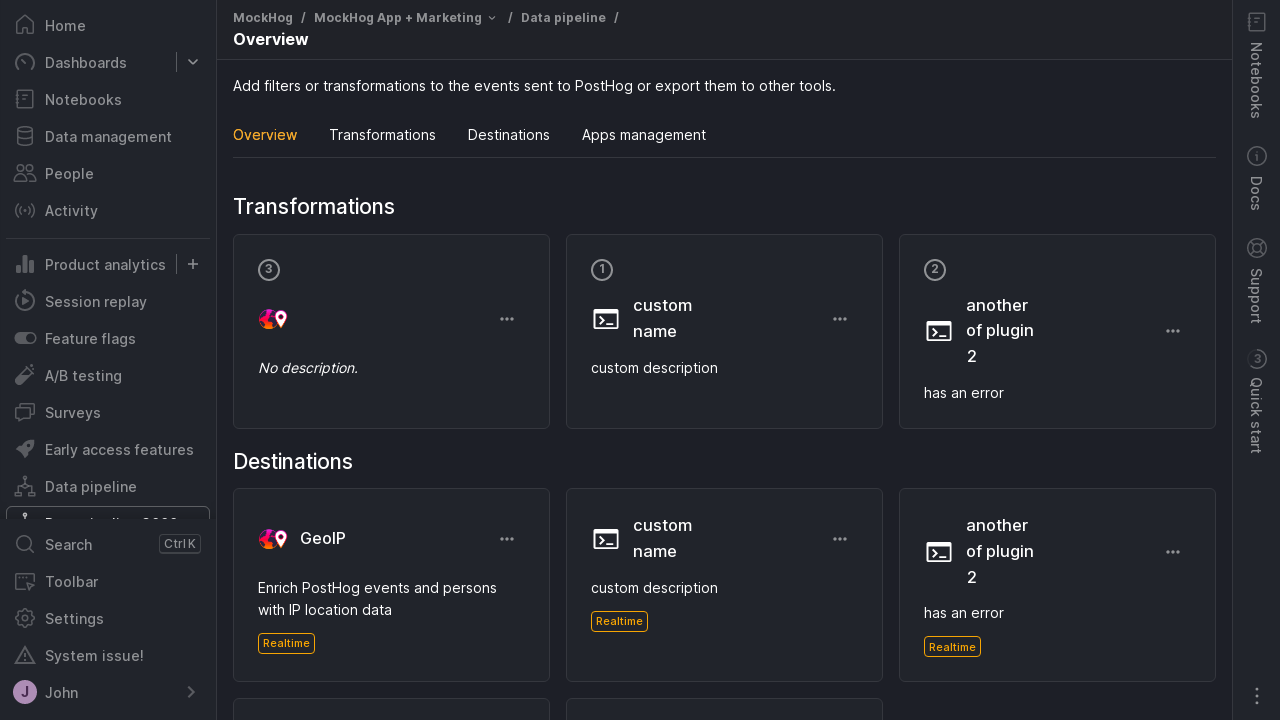 Home
Dashboards
Notebooks
Data management
People
Activity
Product analytics
Session replay
Feature flags
A/B testing
Surveys
Early access features
Data pipeline
Search
Ctrl K
Toolbar
Settings
System issue!
J
John
MockHog / MockHog App + Marketing / Data pipeline /
Overview
Add filters or transformations to the events sent to PostHog or export them to other tools.
Overview
Transformations
Destinations
Apps management
Transformations
3
No description.
1
custom
name
custom description
2
another
of plugin
2
has an error
Destinations
GeoIP
Enrich PostHog events and persons
with IP location data
Realtime
custom
name
custom description
Realtime
another
of plugin
2
has an error
Realtime
Notebooks
Docs
Support
3
Quick start